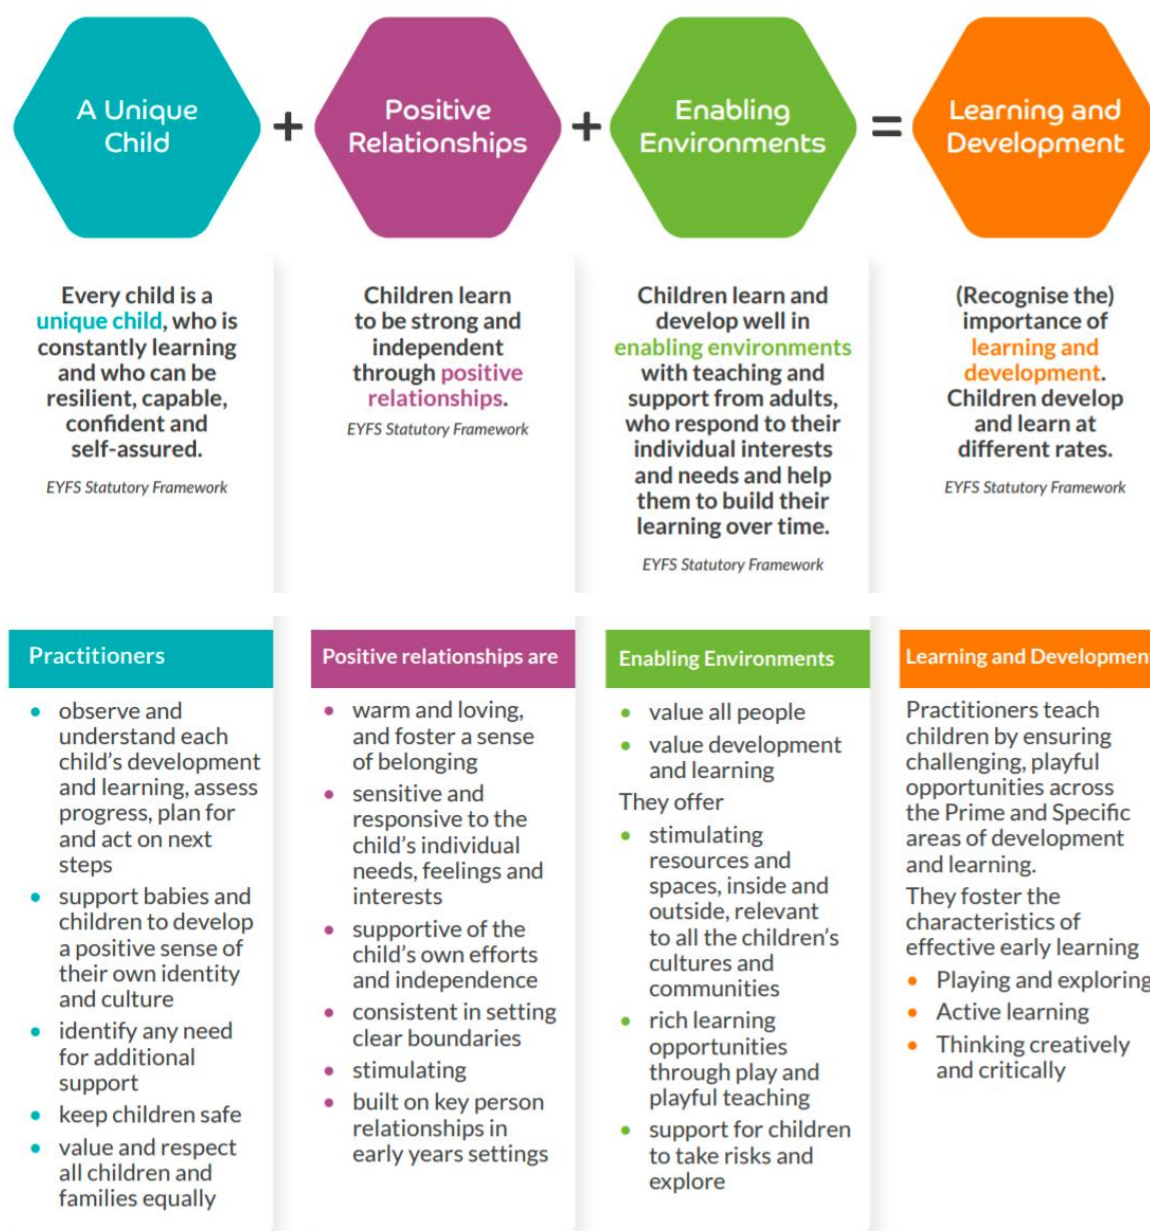 A Unique
Child
+
Positive
Relationships
+
Enabling
Environments
=
Learning and
Development
Every child is a
unique child, who is
constantly learning
and who can be
resilient, capable,
confident and
self-assured.
EYFS Statutory Framework
Children learn
to be strong and
independent
through positive
relationships.
EYFS Statutory Framework
Children learn and
develop well in
enabling environments
with teaching and
support from adults,
who respond to their
individual interests
and needs and help
them to build their
learning over time.
EYFS Statutory Framework
(Recognise the)
importance of
learning and
development.
Children develop
and learn at
different rates.
EYFS Statutory Framework
Practitioners
• observe and
understand each
child's development
and learning, assess
progress, plan for
and act on next
steps
• support babies and
children to develop
a positive sense of
their own identity
and culture
• identify any need
for additional
support
• keep children safe
• value and respect
all children and
families equally
Positive relationships are
• warm and loving,
and foster a sense
of belonging
• sensitive and
responsive to the
child's individual
needs, feelings and
interests
• supportive of the
child's own efforts
and independence
• consistent in setting
clear boundaries
• stimulating
• built on key person
relationships in
early years settings
Enabling Environments
• value all people
• value development
and learning
They offer
• stimulating
resources and
spaces, inside and
outside, relevant
to all the children's
cultures and
communities
• rich learning
opportunities
through play and
playful teaching
• support for children
to take risks and
explore
Learning and Development
Practitioners teach
children by ensuring
challenging, playful
opportunities across
the Prime and Specific
areas of development
and learning.
They foster the
characteristics of
effective early learning
• Playing and exploring
• Active learning
• Thinking creatively
and critically